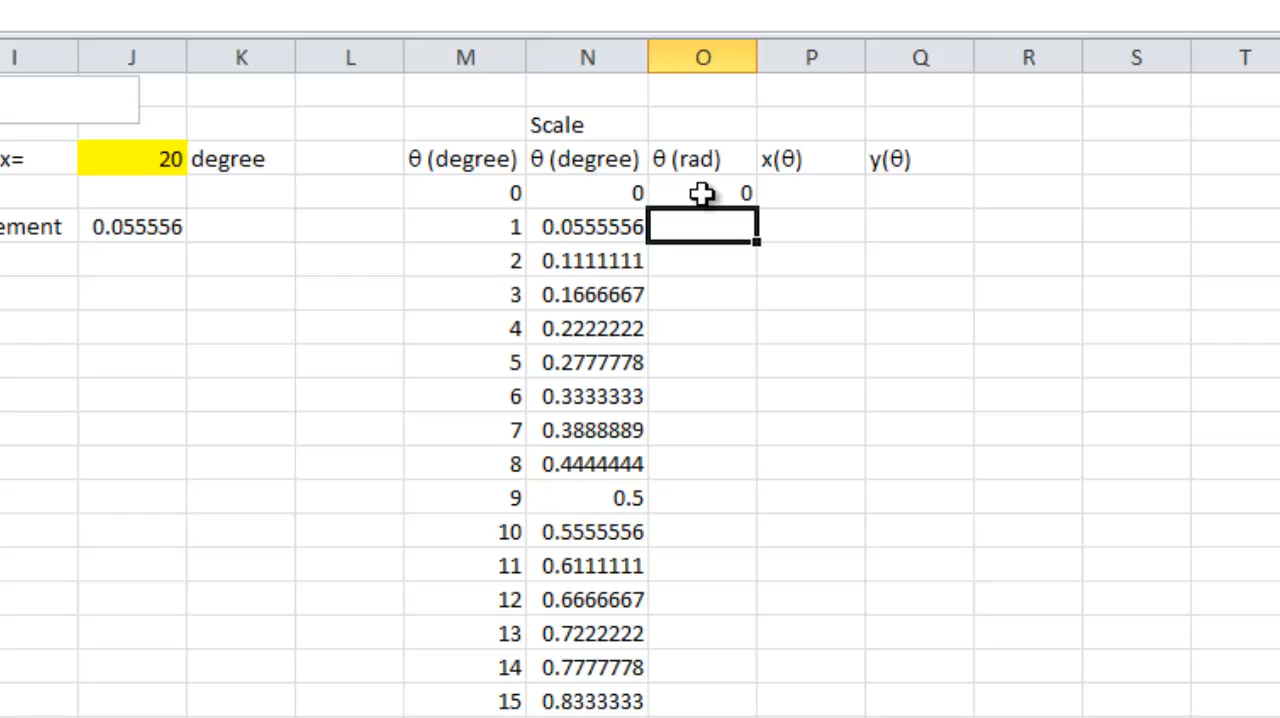 I J K L M N O P Q R S T
Scale
x= 20 degree θ (degree) θ (degree) θ (rad) x(θ) y(θ)
0 0 0
ement 0.055556 1 0.0555556
2 0.1111111
3 0.1666667
4 0.2222222
5 0.2777778
6 0.3333333
7 0.3888889
8 0.4444444
9 0.5
10 0.5555556
11 0.6111111
12 0.6666667
13 0.7222222
14 0.7777778
15 0.8333333